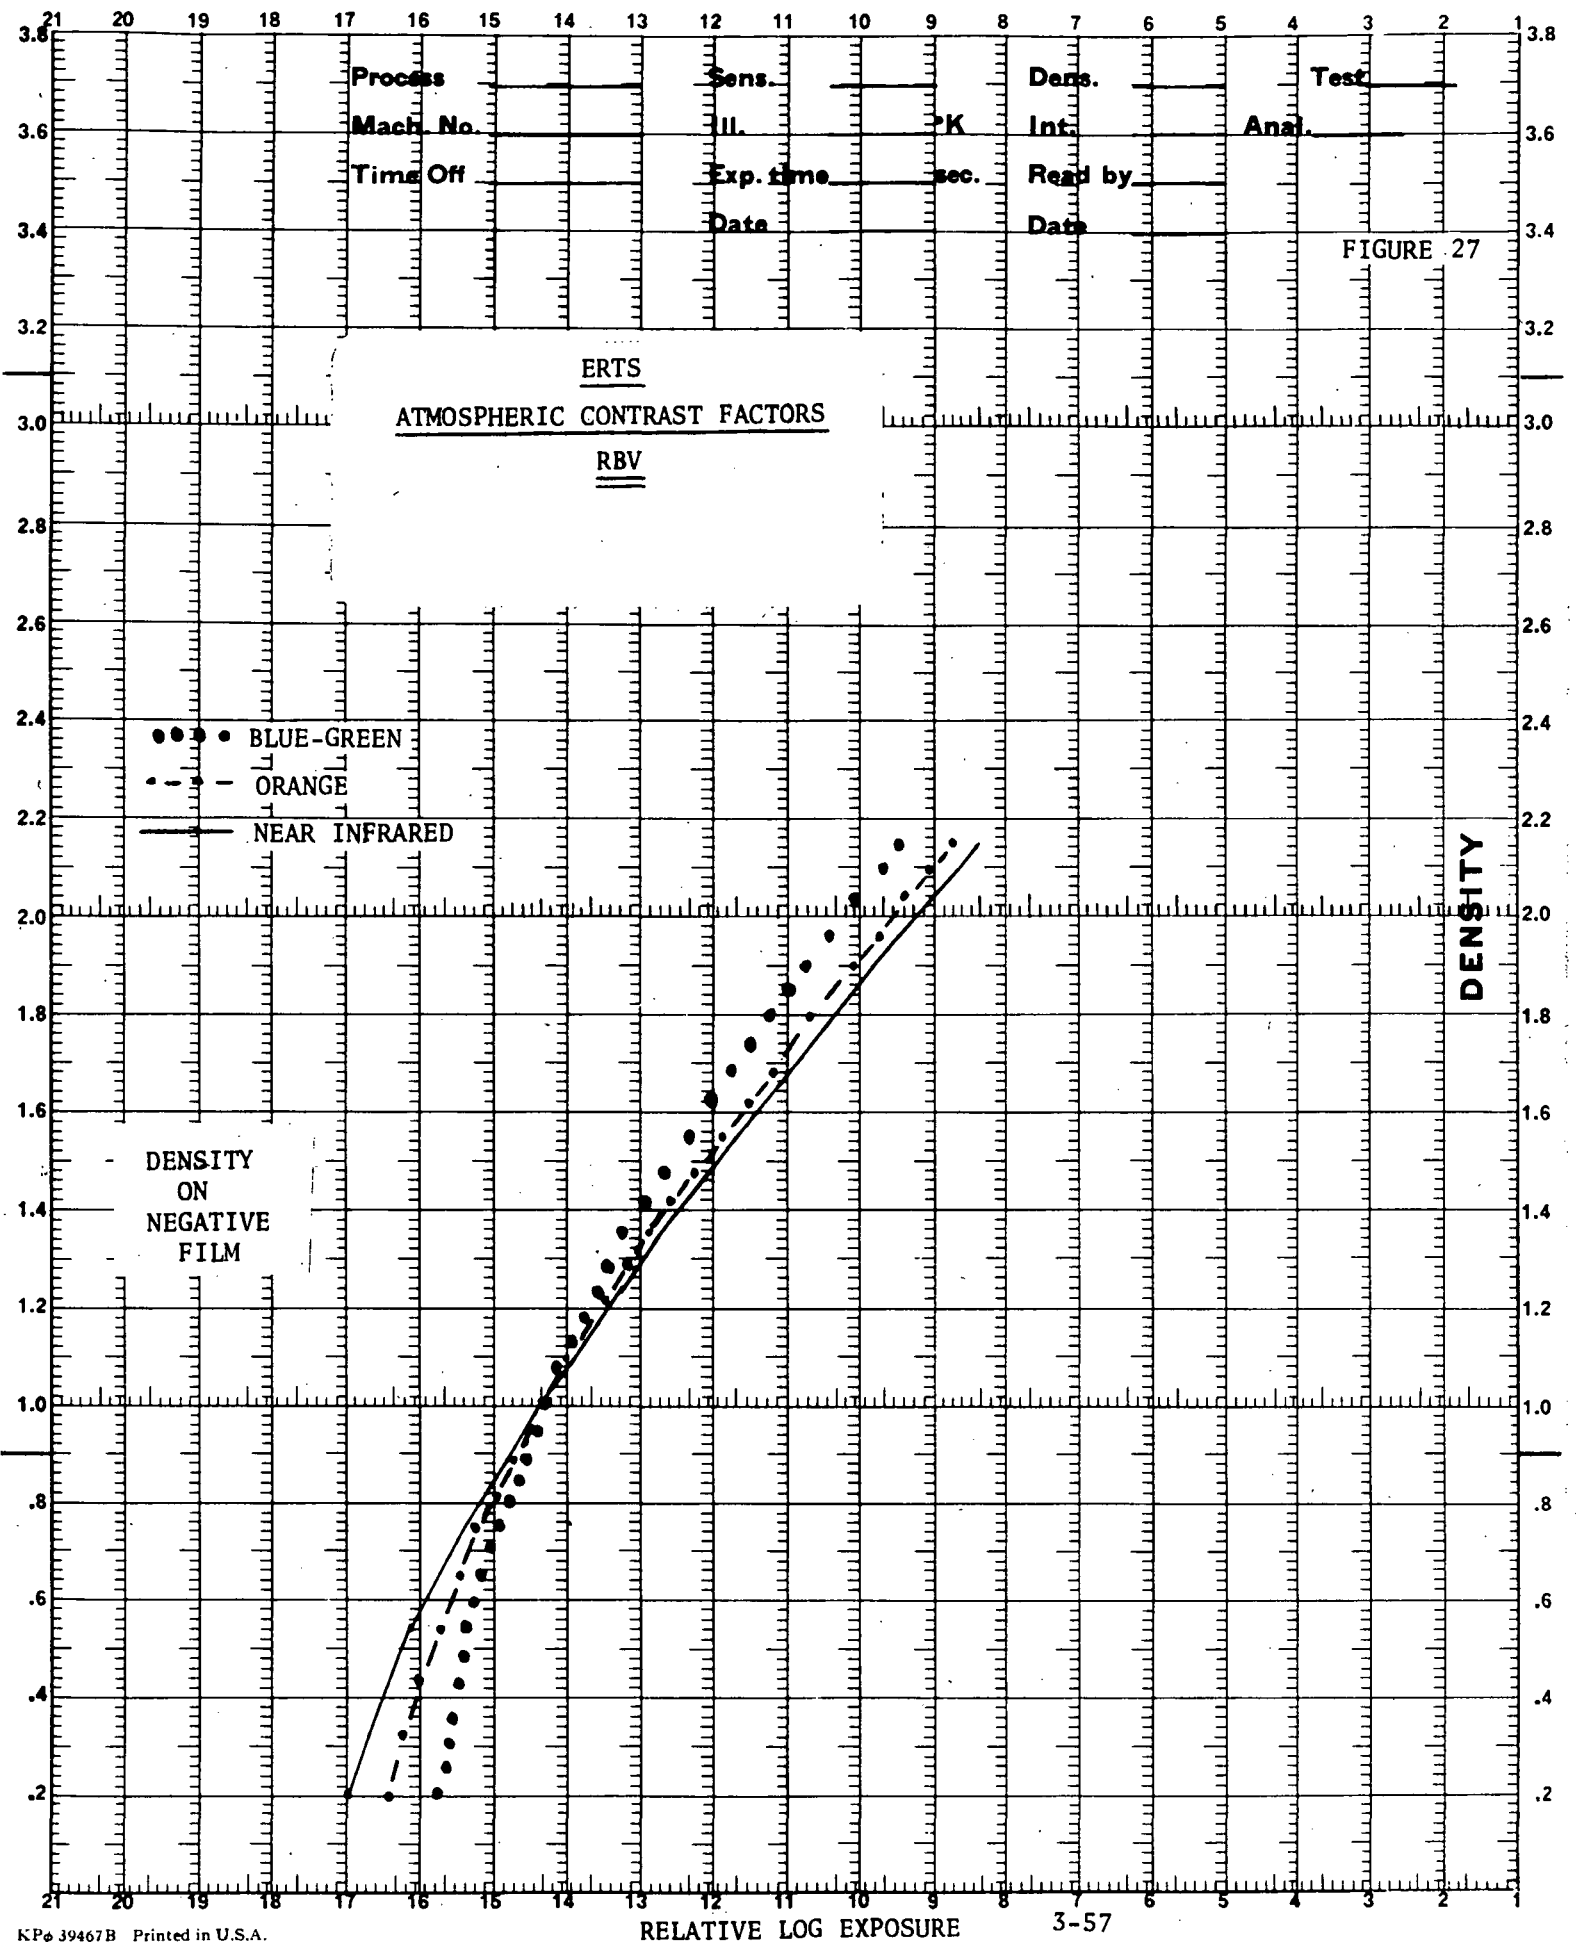 21 20 19 18 17 16 15 14 13 12 11 10 9 8 7 6 5 4 3 2 1
3.8 3.8
Process Sens. Dens. Test
3.6 Mach. No. Ill. °K Int. Anal. 3.6
Time Off Exp. time sec. Read by
3.4 Date Date 3.4
FIGURE 27
3.2 3.2
ERTS
ATMOSPHERIC CONTRAST FACTORS
3.0 3.0
RBV
2.8 2.8
2.6 2.6
2.4 2.4
BLUE-GREEN
ORANGE
2.2 2.2
NEAR INFRARED
DENSITY
2.0 2.0
1.8 1.8
1.6 1.6
DENSITY
ON
NEGATIVE
FILM
1.4 1.4
1.2 1.2
1.0 1.0
.8 .8
.6 .6
.4 .4
.2 .2
21 20 19 18 17 16 15 14 13 12 11 10 9 8 7 6 5 4 3 2 1
KPø 39467B Printed in U.S.A. RELATIVE LOG EXPOSURE 3-57